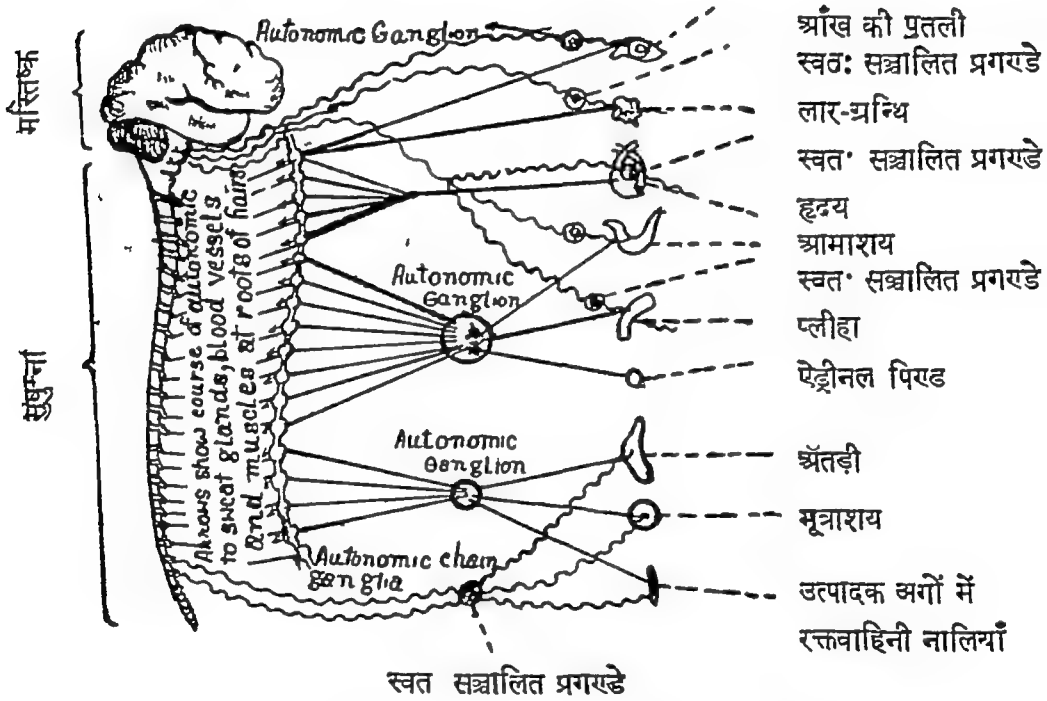 Autonomic Ganglion
आँख की पुतली
स्वतः सञ्चालित प्रगण्डे
लार-ग्रन्थि
स्वत· सञ्चालित प्रगण्डे
हृदय
आमाशय
स्वत· सञ्चालित प्रगण्डे
प्लीहा
ऐड्रीनल पिण्ड
अँतड़ी
मूत्राशय
उत्पादक अगों में
रक्तवाहिनी नालियाँ
मस्तिष्क
सुषुम्ना
Arrows show course of autonomic
to sweat glands, blood vessels
and muscles at roots of hairs
Autonomic
Ganglion
Autonomic
Ganglion
Autonomic chain
ganglia
स्वत सञ्चालित प्रगण्डे